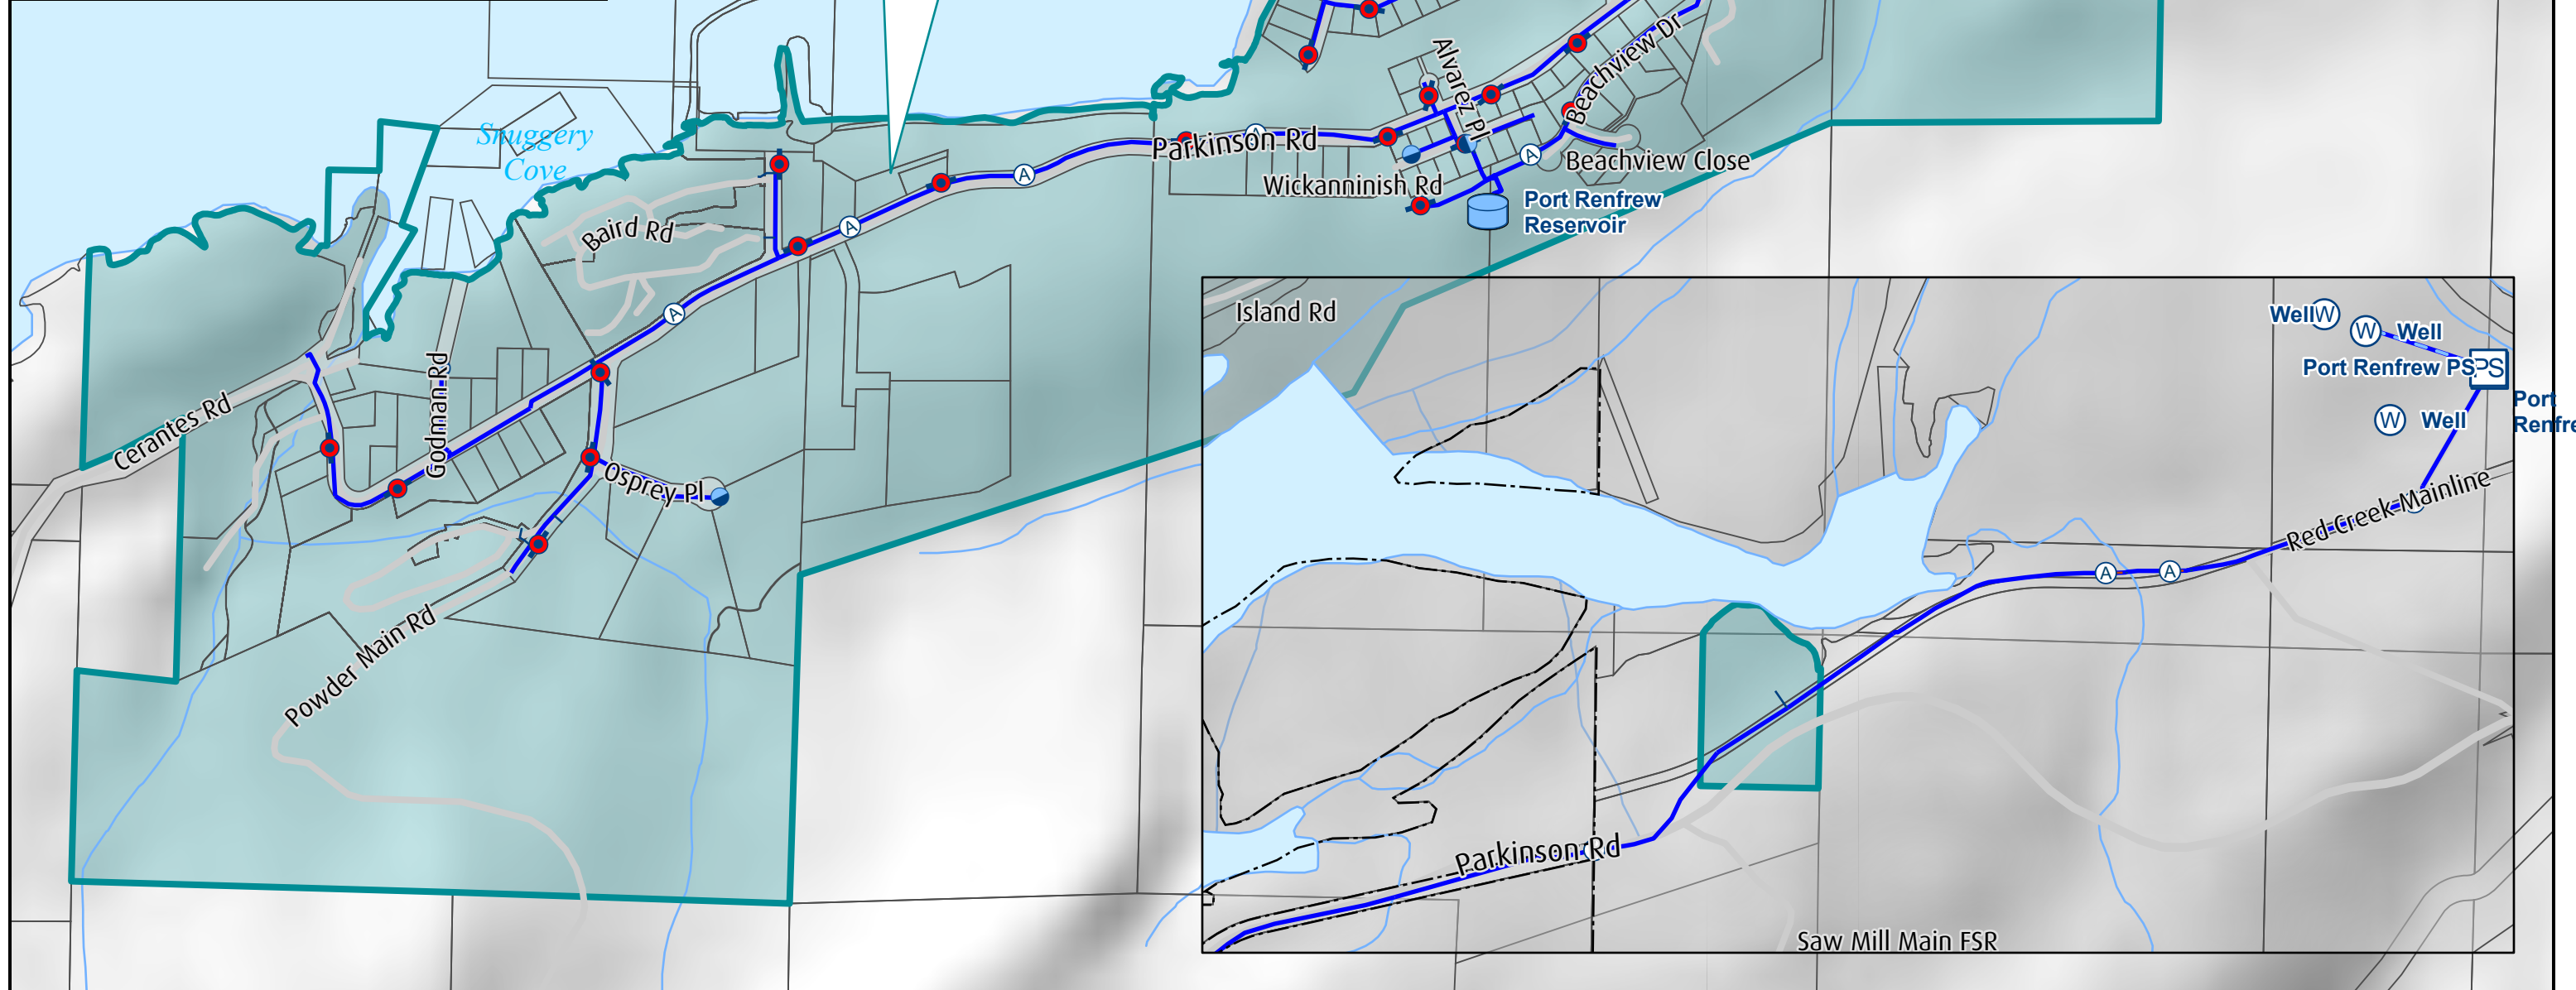 Snuggery
Cove
Baird Rd
Parkinson Rd
Alvarez Pl
Beachview Dr
Beachview Close
Wickanninish Rd
Port Renfrew
Reservoir
A
A
A
A
A
A
Cerantes Rd
Godman Rd
Osprey Pl
Powder Main Rd
Island Rd
Well
W
W
Well
Port Renfrew PS
PS
Port
Renfre
W
Well
Red Creek Mainline
A
A
Parkinson Rd
Saw Mill Main FSR